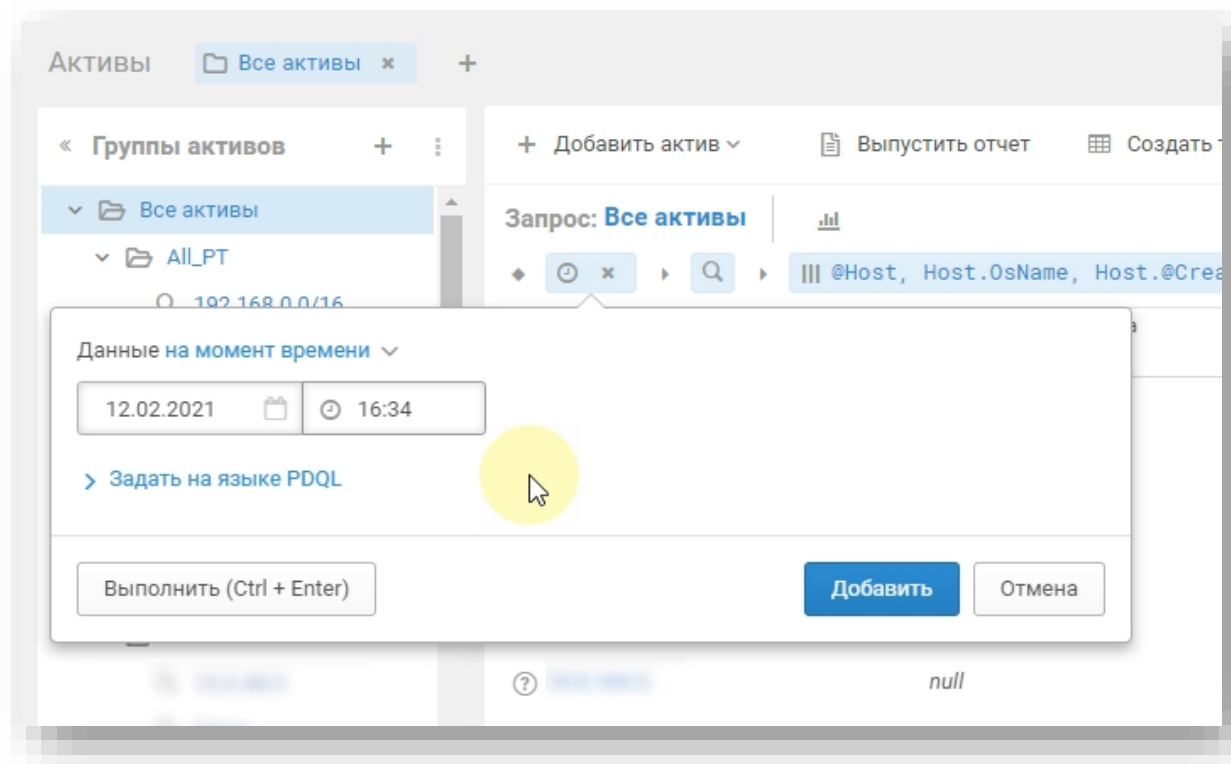 Активы Все активы
Группы активов
Добавить актив Выпустить отчет Создать
Все активы
Запрос: Все активы
All_PT
@Host, Host.OsName, Host.@Crea
192.168.0.0/16
Данные на момент времени
12.02.2021 16:34
Задать на языке PDQL
Выполнить (Ctrl + Enter) Добавить Отмена
null